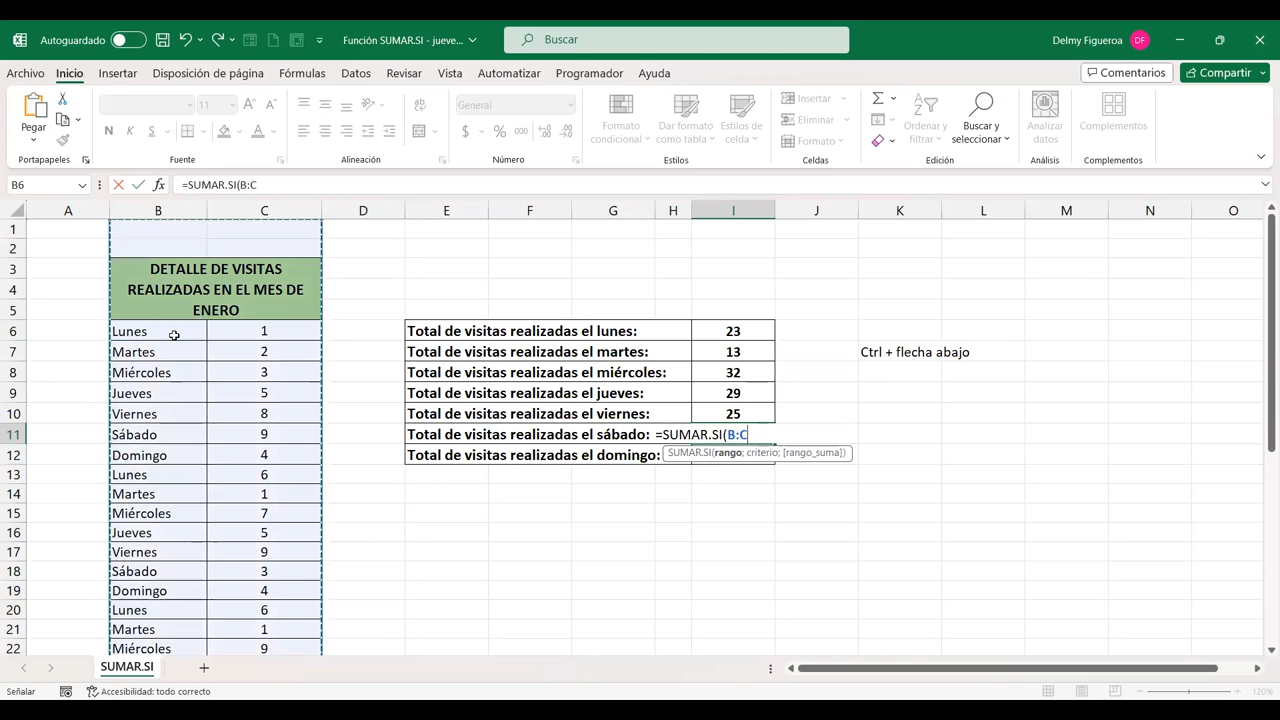 Autoguardado
Función SUMAR.SI - jueve...
Buscar
Delmy Figueroa
DF
Archivo Inicio Insertar Disposición de página Fórmulas Datos Revisar Vista Automatizar Programador Ayuda
Comentarios
Compartir
Pegar
Portapapeles
11
N K S
Fuente
Alineación
General
$ % 000
Número
Formato condicional
Dar formato como tabla
Estilos de celda
Estilos
Insertar
Eliminar
Formato
Celdas
Ordenar y filtrar
Buscar y seleccionar
Edición
Analizar datos
Análisis
Complementos
Complementos
B6
fx
=SUMAR.SI(B:C
A B C D E F G H I J K L M N O
1
2
3 DETALLE DE VISITAS
4 REALIZADAS EN EL MES DE
5 ENERO
6 Lunes 1 Total de visitas realizadas el lunes: 23
7 Martes 2 Total de visitas realizadas el martes: 13 Ctrl + flecha abajo
8 Miércoles 3 Total de visitas realizadas el miércoles: 32
9 Jueves 5 Total de visitas realizadas el jueves: 29
10 Viernes 8 Total de visitas realizadas el viernes: 25
11 Sábado 9 Total de visitas realizadas el sábado: =SUMAR.SI(B:C
SUMAR.SI(rango; criterio; [rango_suma])
12 Domingo 4 Total de visitas realizadas el domingo:
13 Lunes 6
14 Martes 1
15 Miércoles 7
16 Jueves 5
17 Viernes 9
18 Sábado 3
19 Domingo 4
20 Lunes 6
21 Martes 1
22 Miércoles 9
SUMAR.SI
Señalar
Accesibilidad: todo correcto
120%